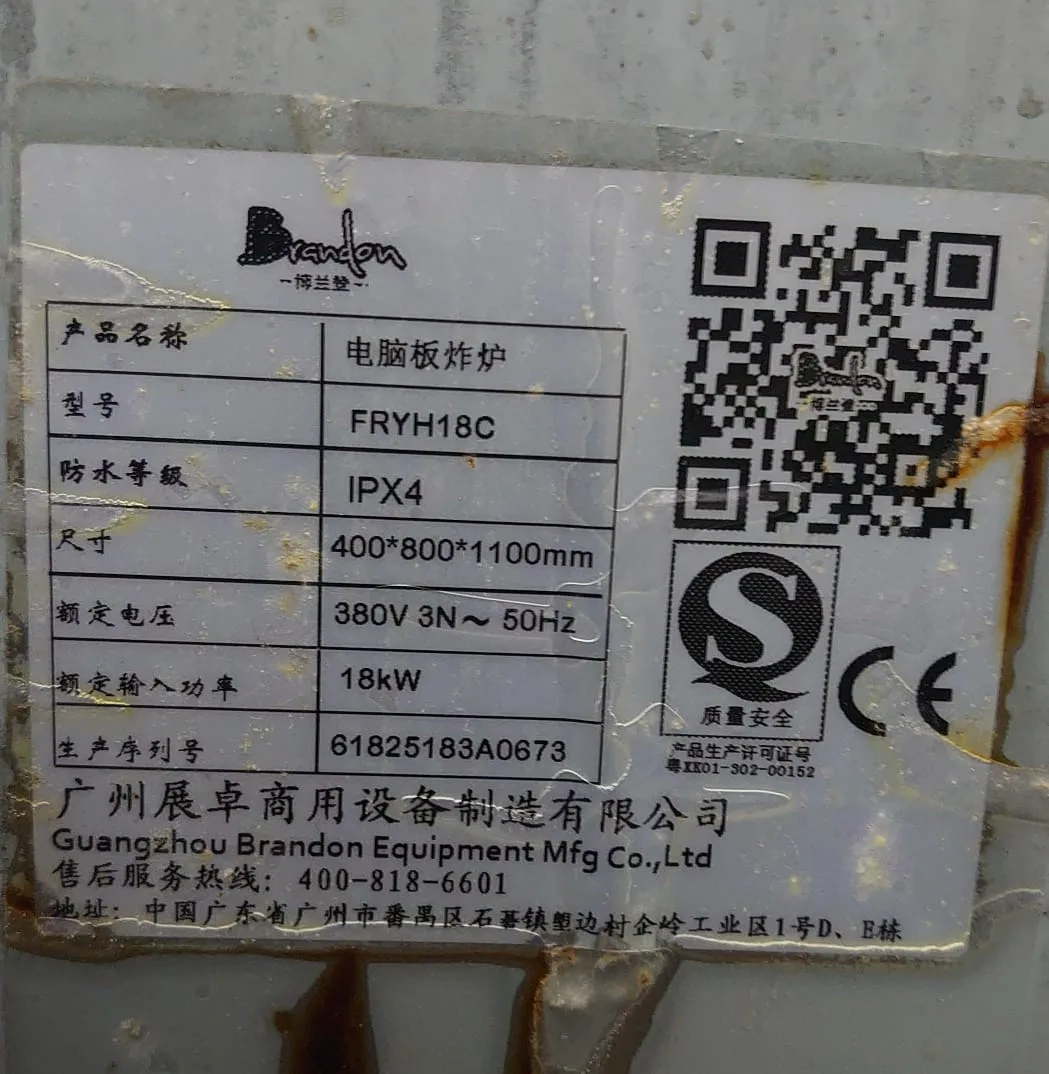 Brandon
博兰登
产品名称 电脑板炸炉
型号 FRYH18C
防水等级 IPX4
尺寸 400*800*1100mm
额定电压 380V 3N～ 50Hz
额定输入功率 18kW
生产序列号 61825183A0673
Brandon
博兰登
S
质量安全
CE
产品生产许可证号
粤XK01-302-00152
广州展卓商用设备制造有限公司
Guangzhou Brandon Equipment Mfg Co.,Ltd
售后服务热线：400-818-6601
地址：中国广东省广州市番禺区石碁镇塱边村企岭工业区1号D、E栋